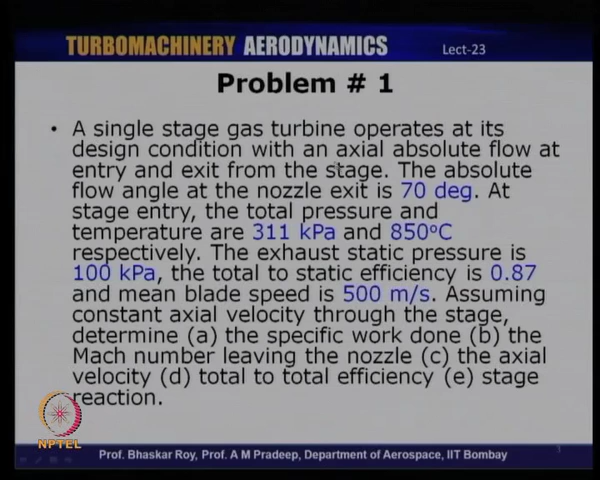 TURBOMACHINERY AERODYNAMICS Lect-23
Problem # 1
• A single stage gas turbine operates at its
design condition with an axial absolute flow at
entry and exit from the stage. The absolute
flow angle at the nozzle exit is 70 deg. At
stage entry, the total pressure and
temperature are 311 kPa and 850°C
respectively. The exhaust static pressure is
100 kPa, the total to static efficiency is 0.87
and mean blade speed is 500 m/s. Assuming
constant axial velocity through the stage,
determine (a) the specific work done (b) the
Mach number leaving the nozzle (c) the axial
velocity (d) total to total efficiency (e) stage
reaction.
NPTEL
Prof. Bhaskar Roy, Prof. A M Pradeep, Department of Aerospace, IIT Bombay
1